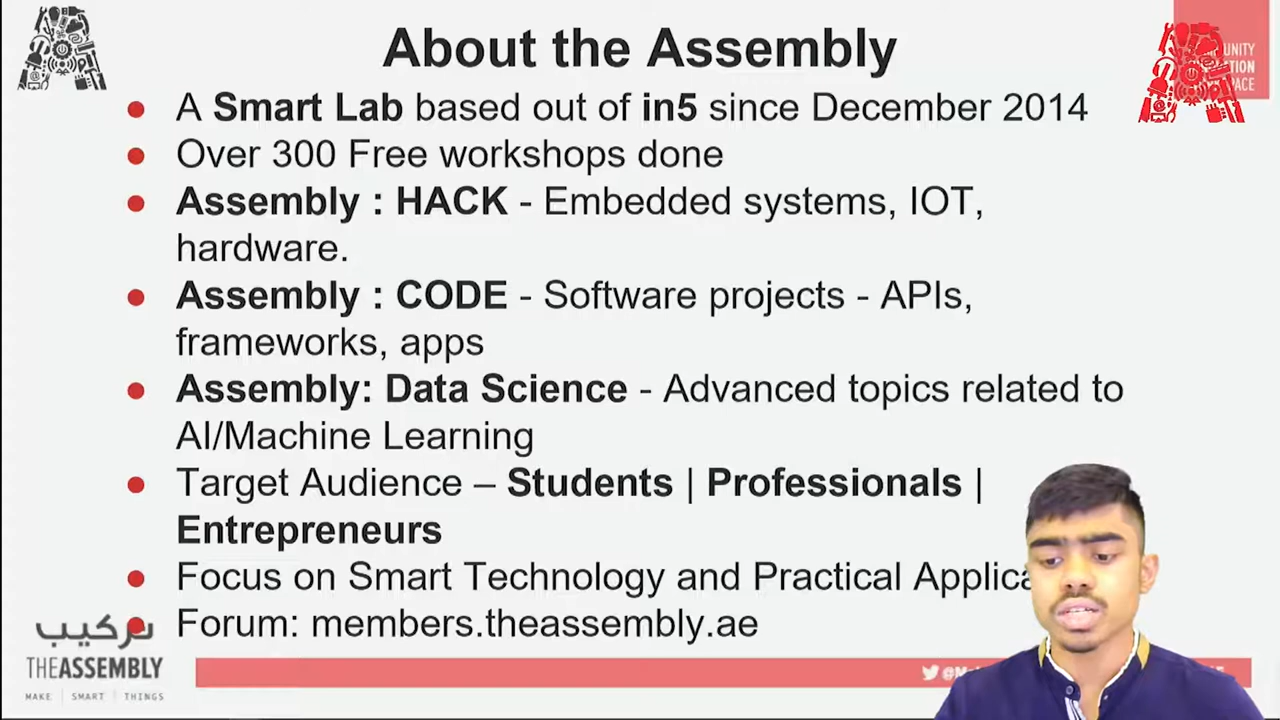 About the Assembly
A Smart Lab based out of in5 since December 2014
Over 300 Free workshops done
Assembly : HACK - Embedded systems, IOT,
hardware.
Assembly : CODE - Software projects - APIs,
frameworks, apps
Assembly: Data Science - Advanced topics related to
AI/Machine Learning
Target Audience – Students | Professionals |
Entrepreneurs
Focus on Smart Technology and Practical
Forum: members.theassembly.ae
تركيب
THEASSEMBLY
MAKE | SMART | THINGS